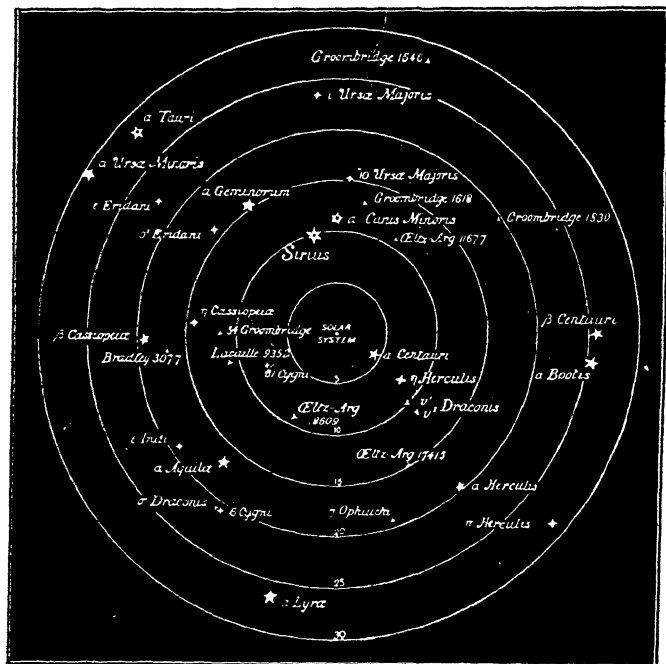 Groombridge 1646
ι Ursæ Majoris
α Tauri
α Ursæ Minoris
10 Ursæ Majoris
α Geminorum
Groombridge 1618
ε Eridani
α Canis Minoris
Groombridge 1830
o² Eridani
Œltz-Arg 11677
Sirius
η Cassiopeiæ
β Centauri
34 Groombridge
SOLAR
SYSTEM
β Cassiopeiæ
Bradley 3077
Lacaille 9352
α Centauri
61 Cygni
α Bootis
η Herculis
5
Draconis
Œltz-Arg
8609
10
Œltz-Arg 17415
α Aquilæ
15
α Herculis
σ Draconis
6 Cygni
Ophiuchi
20
π Herculis
25
Lyræ
30